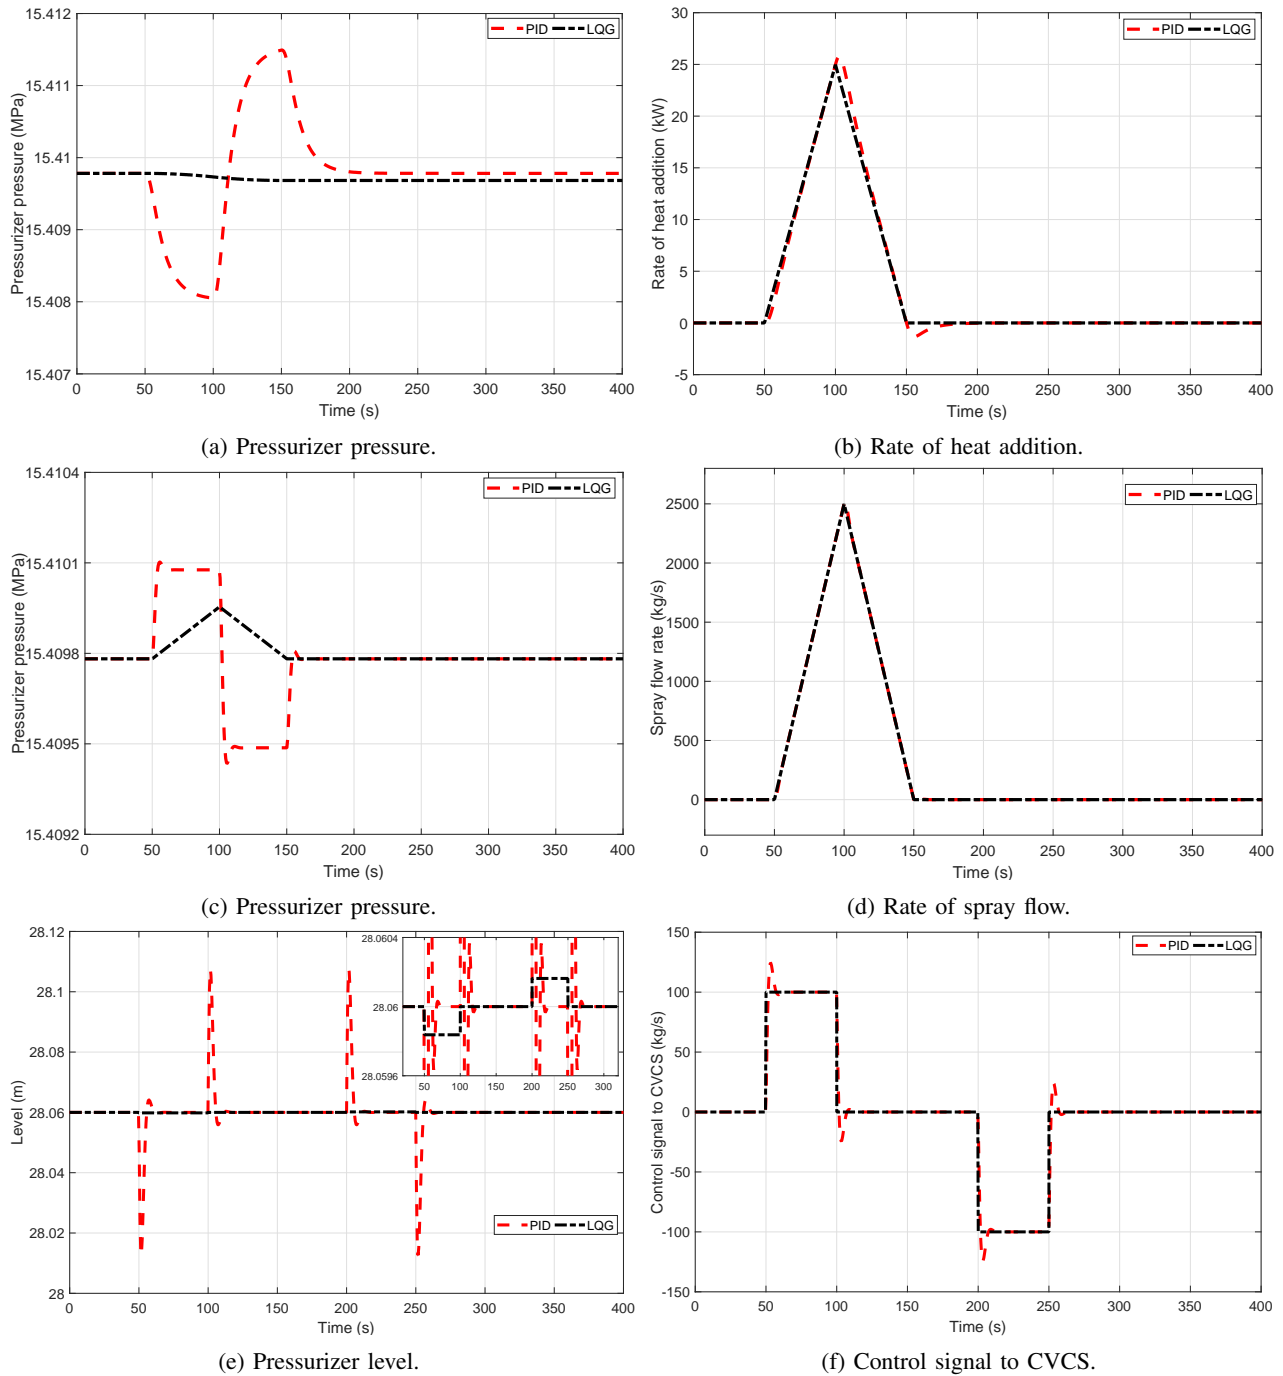 15.412
15.411
15.41
15.409
15.408
15.407
Pressurizer pressure (MPa)
PID LQG
0 50 100 150 200 250 300 350 400
Time (s)
(a) Pressurizer pressure.
30
25
20
15
10
5
0
-5
Rate of heat addition (kW)
PID LQG
0 50 100 150 200 250 300 350 400
Time (s)
(b) Rate of heat addition.
15.4104
15.4101
15.4098
15.4095
15.4092
Pressurizer pressure (MPa)
PID LQG
0 50 100 150 200 250 300 350 400
Time (s)
(c) Pressurizer pressure.
2500
2000
1500
1000
500
0
Spray flow rate (kg/s)
PID LQG
0 50 100 150 200 250 300 350 400
Time (s)
(d) Rate of spray flow.
28.12
28.1
28.08
28.06
28.04
28.02
28
Level (m)
28.0604
28.06
28.0596
50 100 150 200 250 300
PID LQG
0 50 100 150 200 250 300 350 400
Time (s)
(e) Pressurizer level.
150
100
50
0
-50
-100
-150
Control signal to CVCS (kg/s)
PID LQG
0 50 100 150 200 250 300 350 400
Time (s)
(f) Control signal to CVCS.